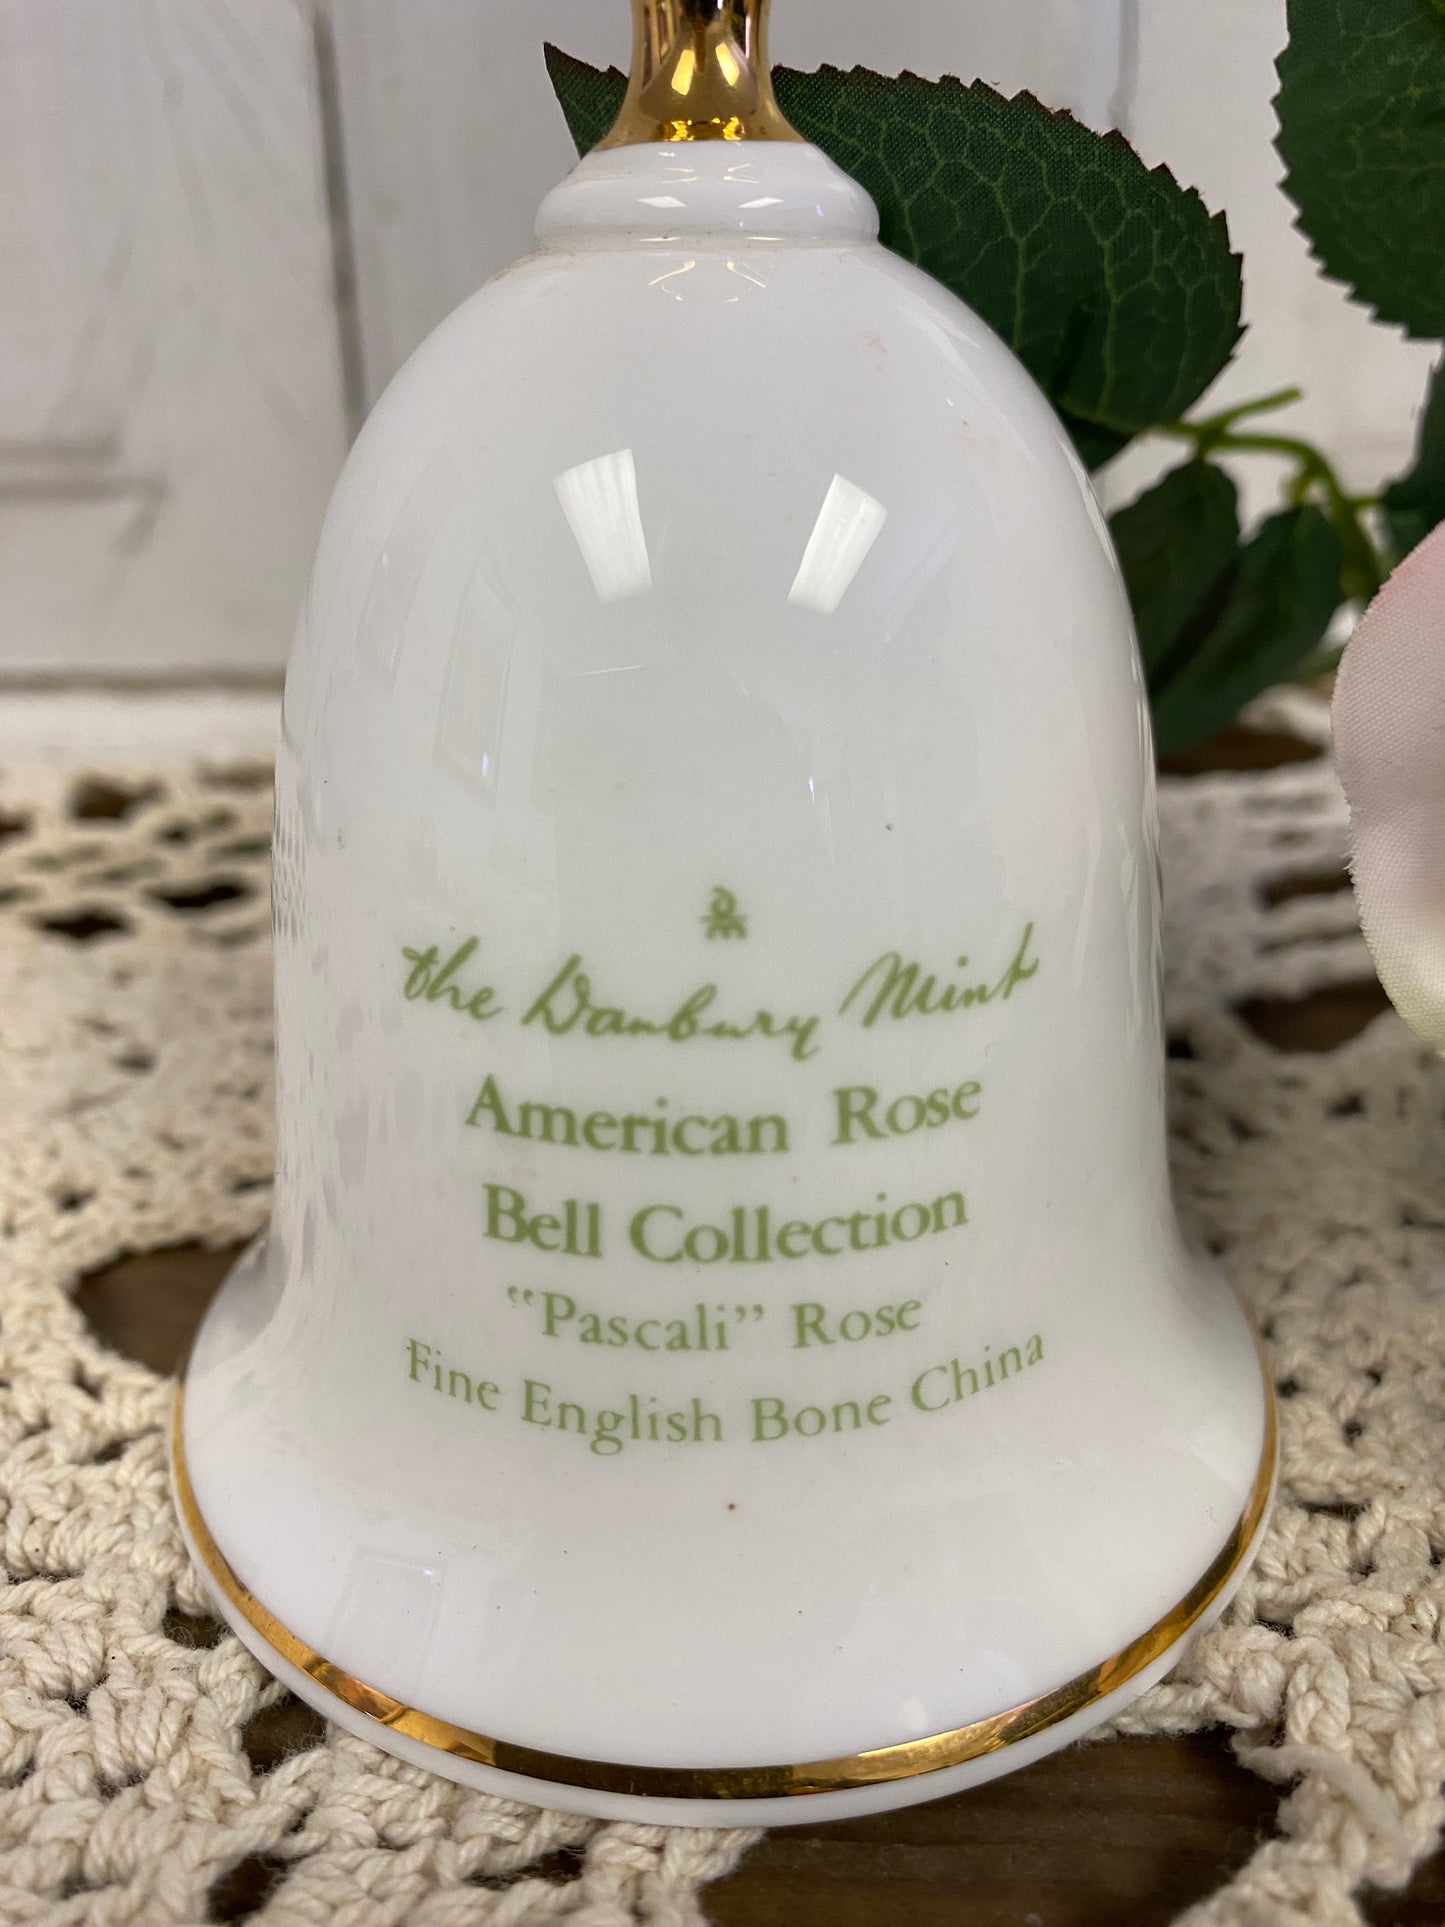 the Danbury Mint
American Rose
Bell Collection
“Pascali” Rose
Fine English Bone China